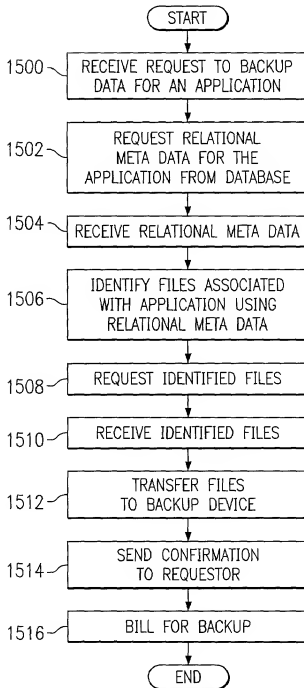 START
1500
RECEIVE REQUEST TO BACKUP
DATA FOR AN APPLICATION
1502
REQUEST RELATIONAL
META DATA FOR THE
APPLICATION FROM DATABASE
1504
RECEIVE RELATIONAL META DATA
1506
IDENTIFY FILES ASSOCIATED
WITH APPLICATION USING
RELATIONAL META DATA
1508
REQUEST IDENTIFIED FILES
1510
RECEIVE IDENTIFIED FILES
1512
TRANSFER FILES
TO BACKUP DEVICE
1514
SEND CONFIRMATION
TO REQUESTOR
1516
BILL FOR BACKUP
END